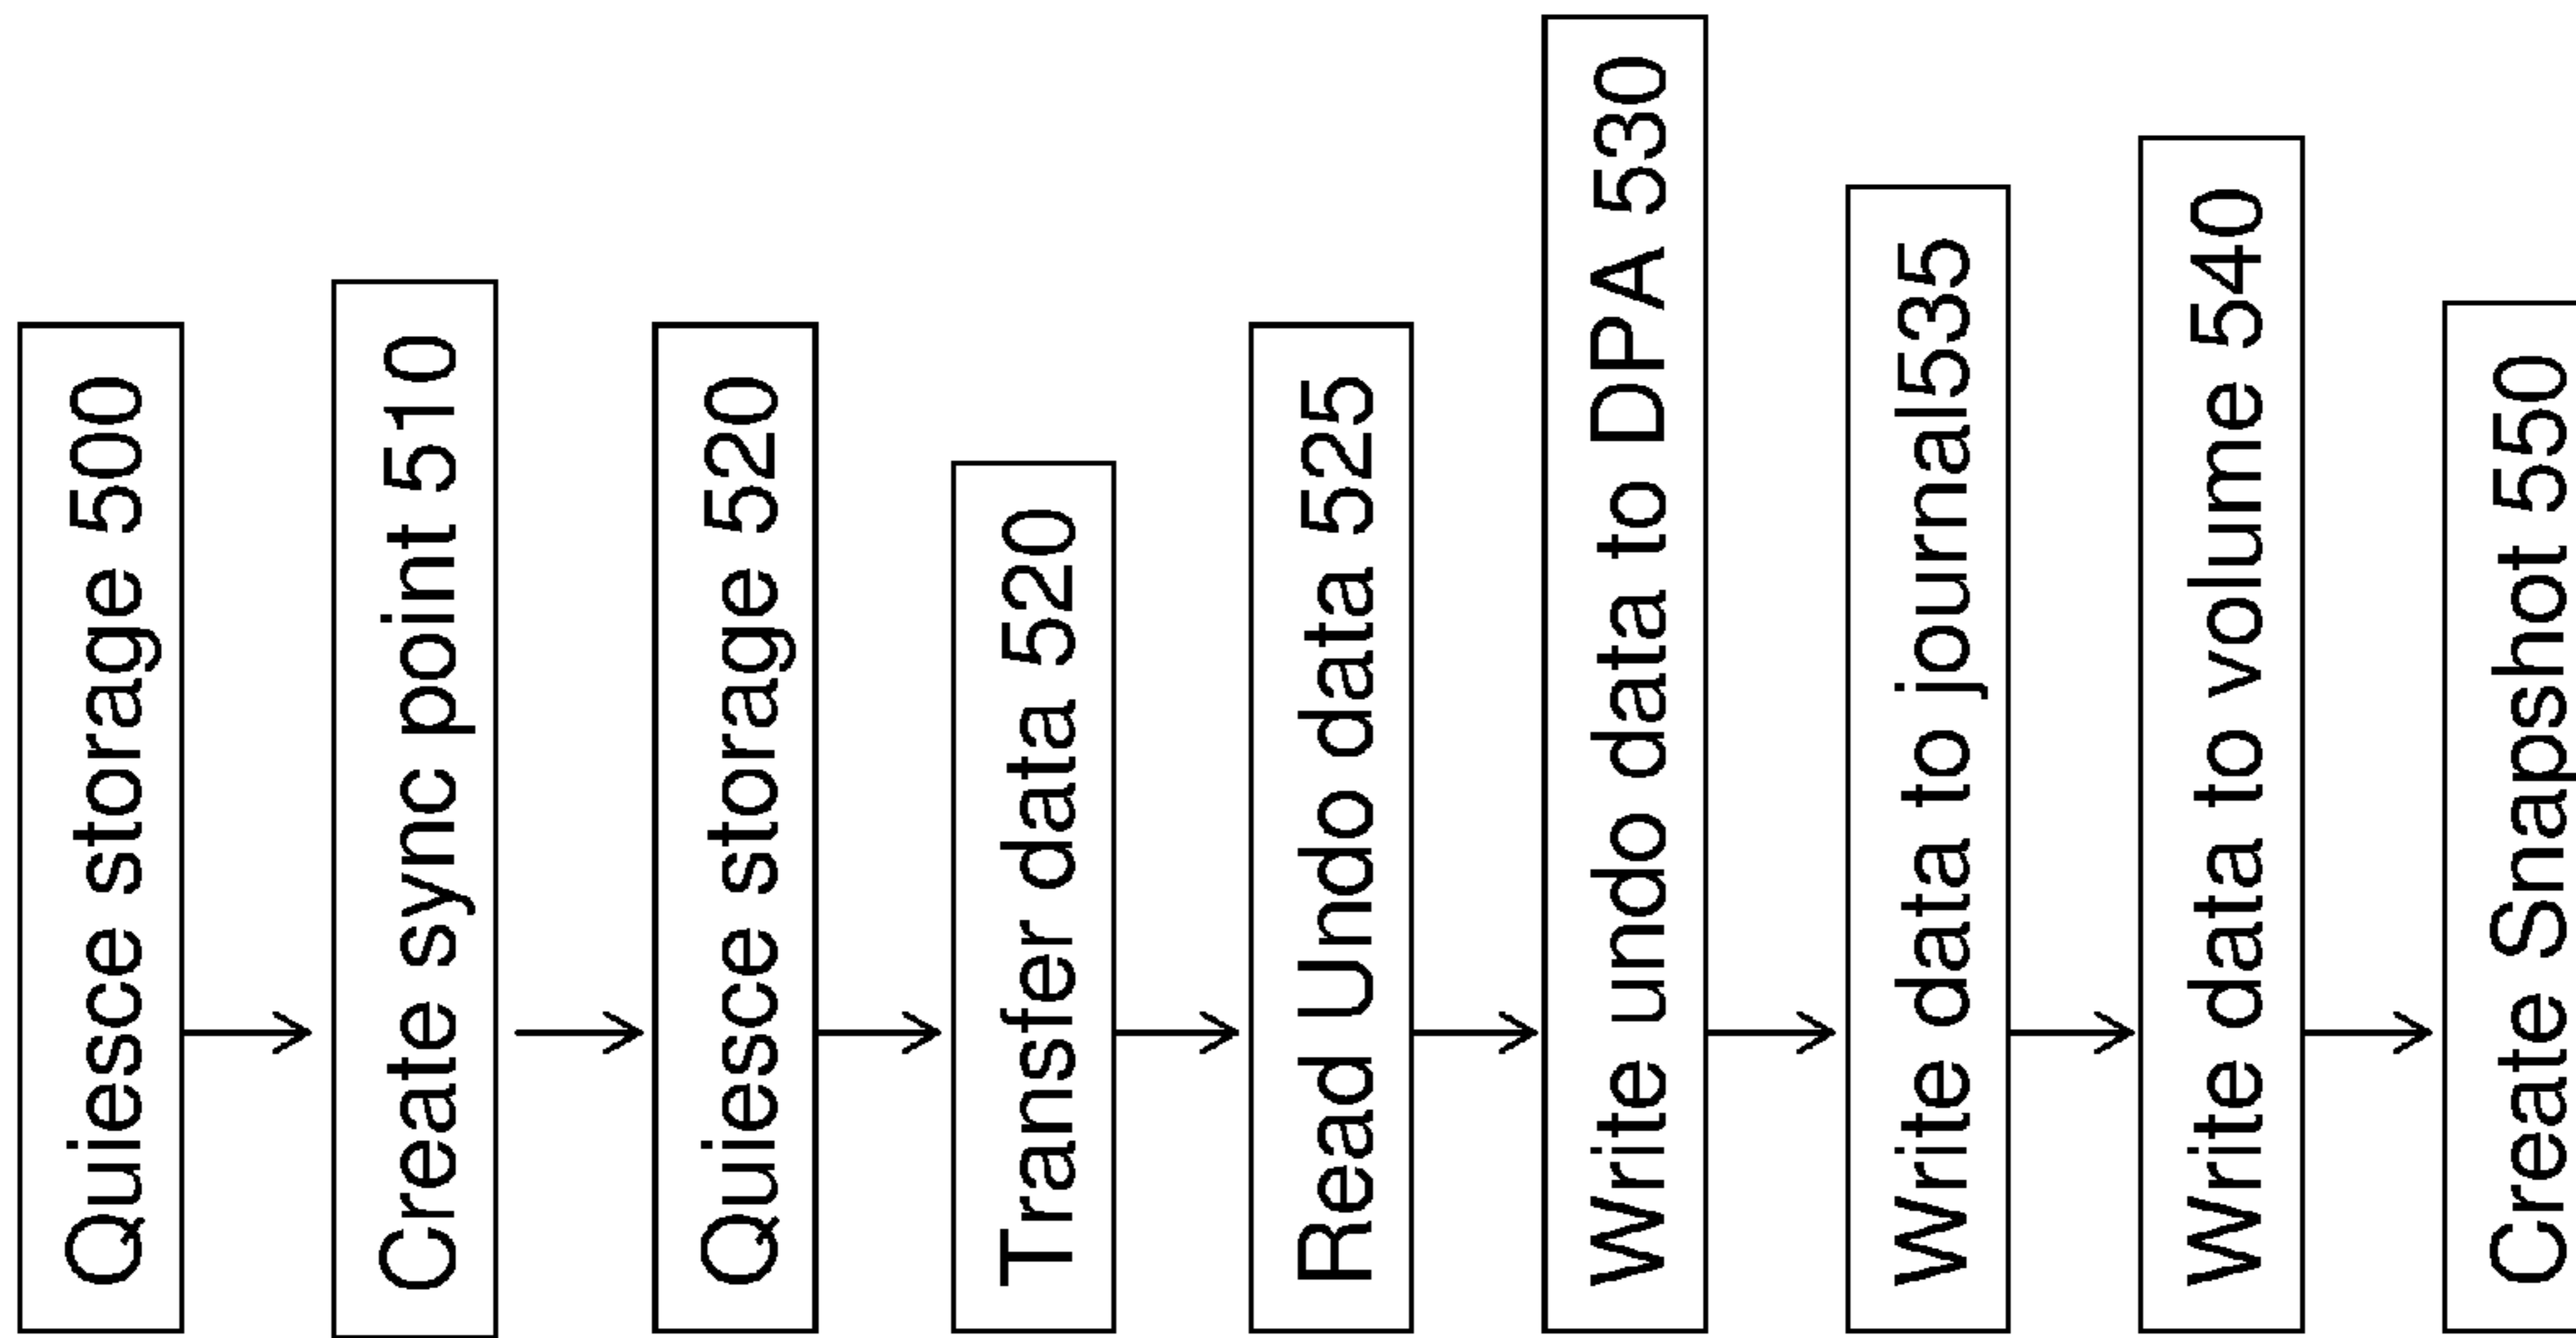 Quiesce storage 500
Create sync point 510
Quiesce storage 520
Transfer data 520
Read Undo data 525
Write undo data to DPA 530
Write data to journal535
Write data to volume 540
Create Snapshot 550